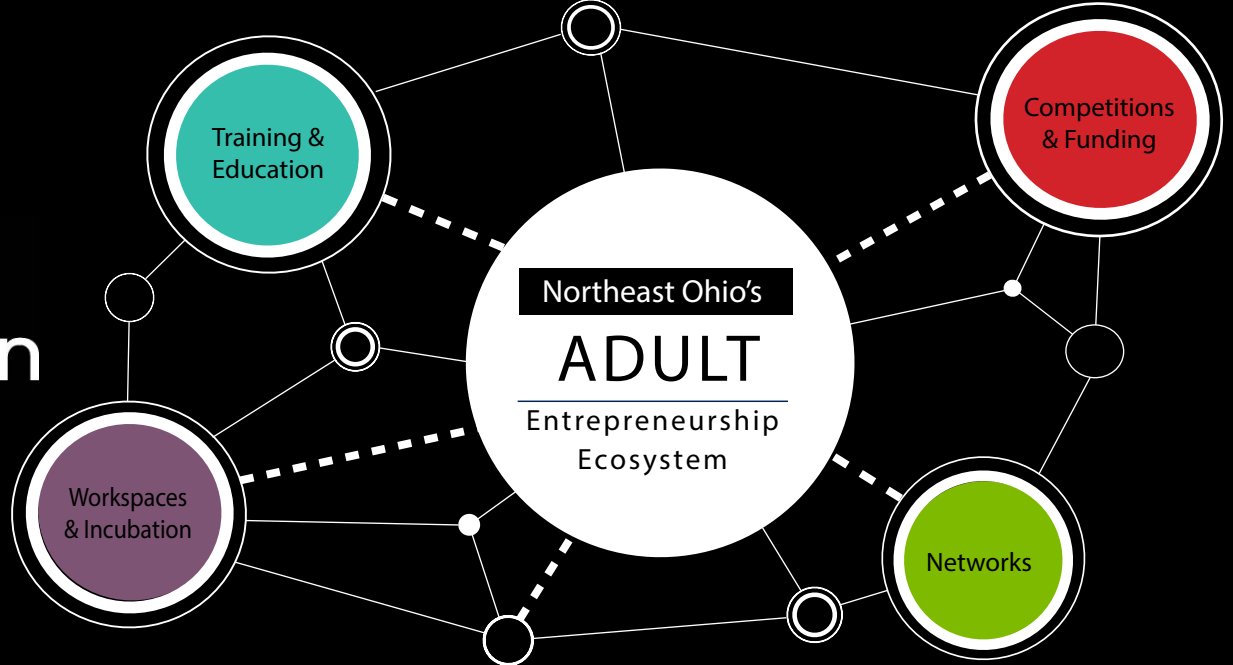 Training &
Education
Competitions
& Funding
Northeast Ohio’s
ADULT
Entrepreneurship
Ecosystem
n
Workspaces
& Incubation
Networks